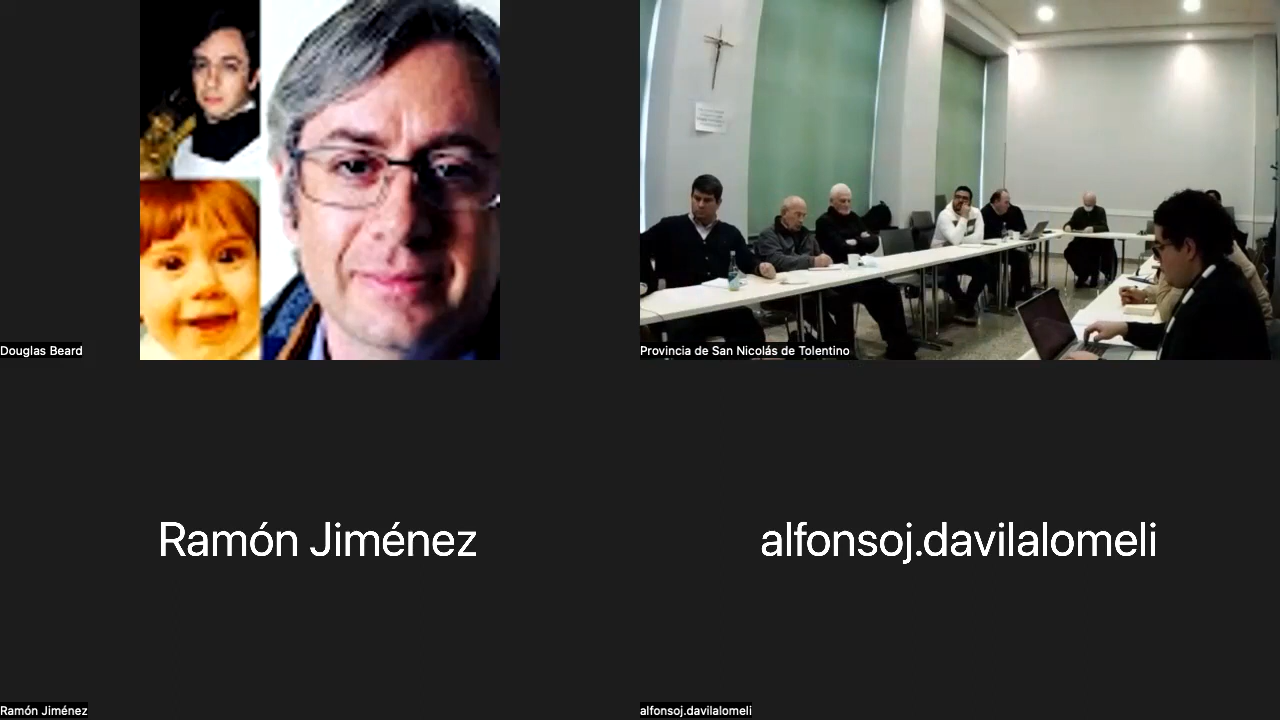 Douglas Beard
Provincia de San Nicolás de Tolentino
Ramón Jiménez
alfonsoj.davilalomeli
Ramón Jiménez
alfonsoj.davilalomeli